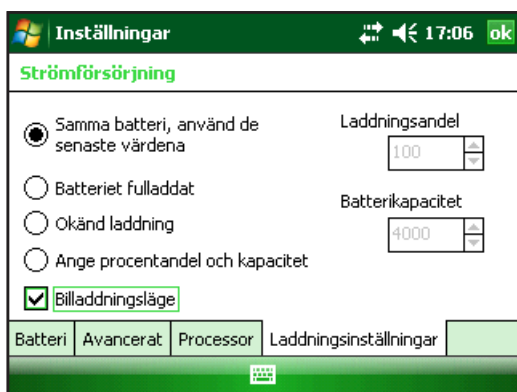 Inställningar 17:06 ok
Strömförsörjning
Samma batteri, använd de
senaste värdena
Batteriet fulladdat
Okänd laddning
Ange procentandel och kapacitet
Billaddningsläge
Laddningsandel
100
Batterikapacitet
4000
Batteri Avancerat Processor Laddningsinställningar